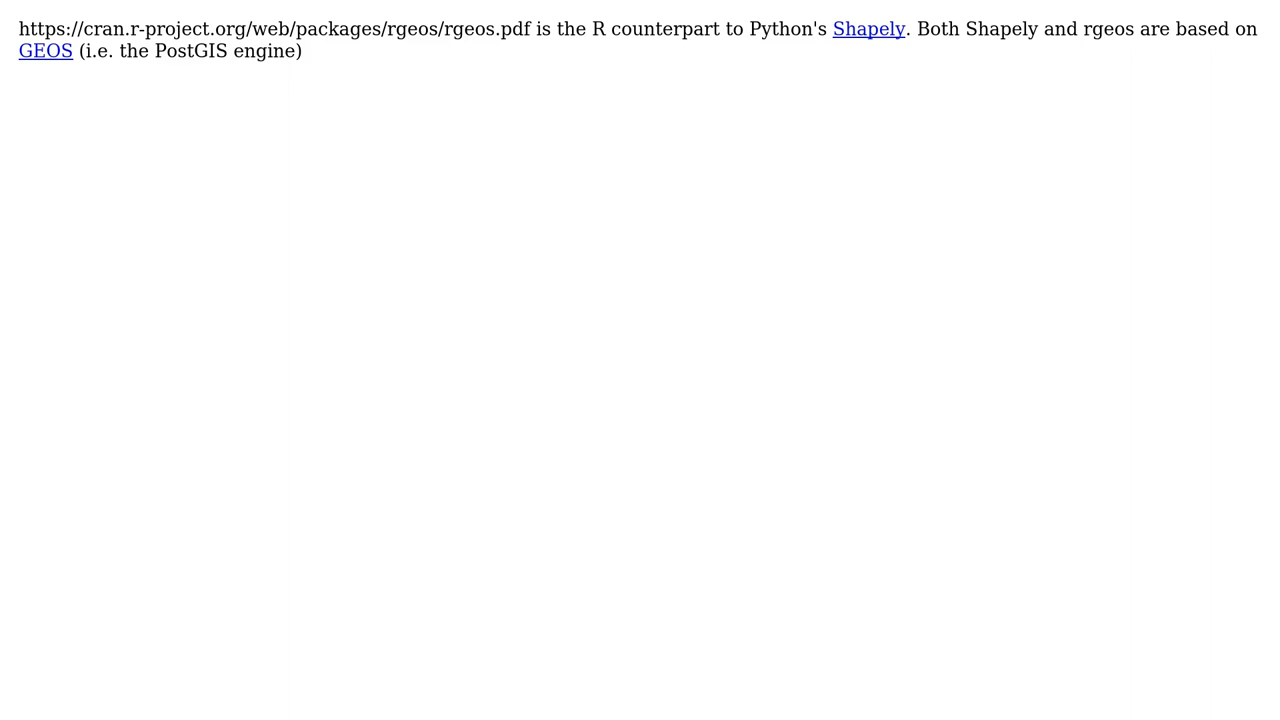 https://cran.r-project.org/web/packages/rgeos/rgeos.pdf is the R counterpart to Python's Shapely. Both Shapely and rgeos are based on
GEOS (i.e. the PostGIS engine)